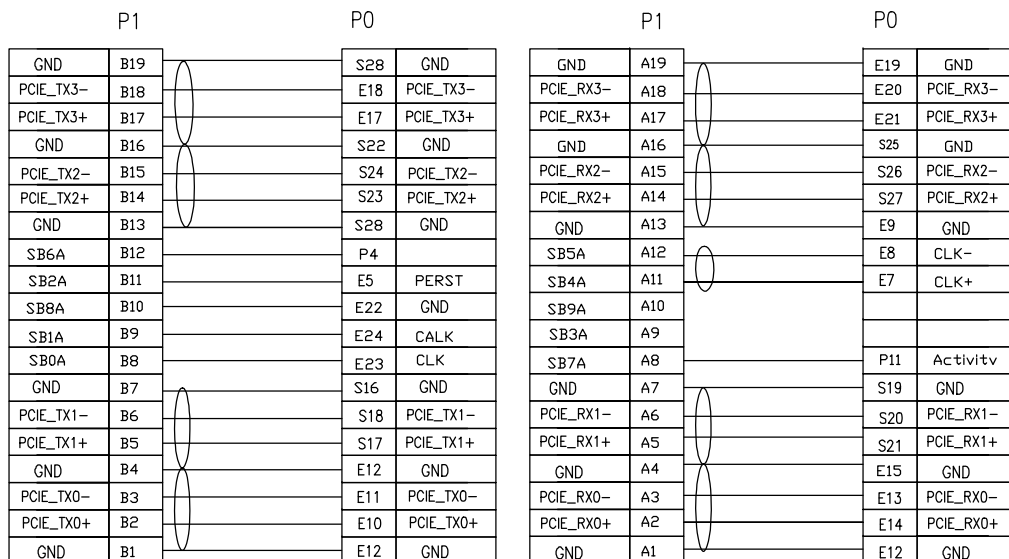 P1 P0 P1 P0
GND B19 S28 GND GND A19 E19 GND
PCIE_TX3- B18 E18 PCIE_TX3- PCIE_RX3- A18 E20 PCIE_RX3-
PCIE_TX3+ B17 E17 PCIE_TX3+ PCIE_RX3+ A17 E21 PCIE_RX3+
GND B16 S22 GND GND A16 S25 GND
PCIE_TX2- B15 S24 PCIE_TX2- PCIE_RX2- A15 S26 PCIE_RX2-
PCIE_TX2+ B14 S23 PCIE_TX2+ PCIE_RX2+ A14 S27 PCIE_RX2+
GND B13 S28 GND GND A13 E9 GND
SB6A B12 P4 SB5A A12 E8 CLK-
SB2A B11 E5 PERST SB4A A11 E7 CLK+
SB8A B10 E22 GND SB9A A10
SB1A B9 E24 CALK SB3A A9
SB0A B8 E23 CLK SB7A A8 P11 Activitv
GND B7 S16 GND GND A7 S19 GND
PCIE_TX1- B6 S18 PCIE_TX1- PCIE_RX1- A6 S20 PCIE_RX1-
PCIE_TX1+ B5 S17 PCIE_TX1+ PCIE_RX1+ A5 S21 PCIE_RX1+
GND B4 E12 GND GND A4 E15 GND
PCIE_TX0- B3 E11 PCIE_TX0- PCIE_RX0- A3 E13 PCIE_RX0-
PCIE_TX0+ B2 E10 PCIE_TX0+ PCIE_RX0+ A2 E14 PCIE_RX0+
GND B1 E12 GND GND A1 E12 GND